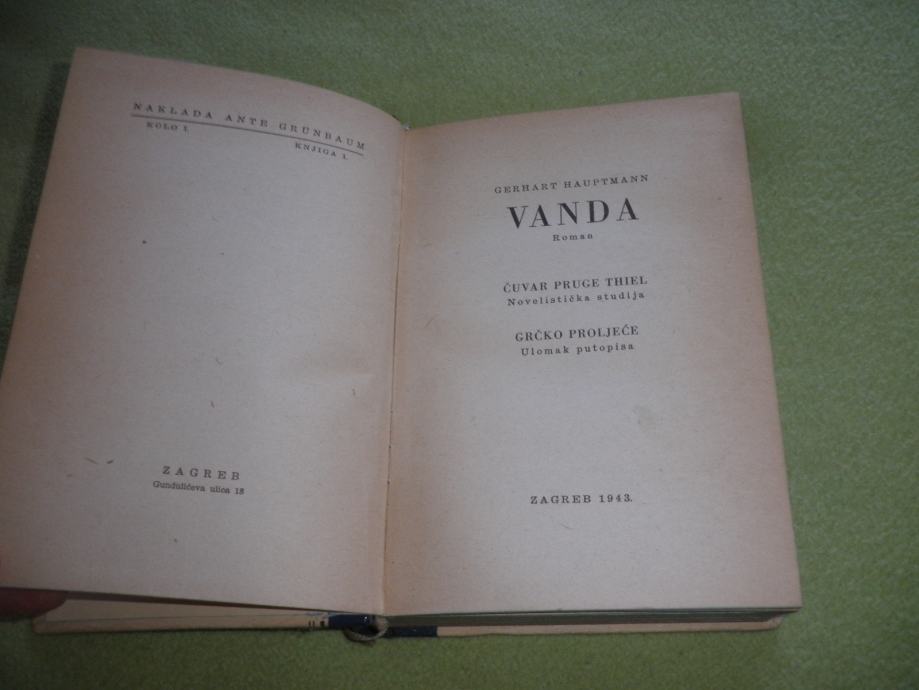 NAKLADA ANTE GRÜNBAUM
KOLO I.
KNJIGA 1.
ZAGREB
Gundulićeva ulica 18
GERHART HAUPTMANN
VANDA
Roman
ČUVAR PRUGE THIEL
Novelistička studija
GRČKO PROLJEĆE
Ulomak putopisa
ZAGREB 1943.